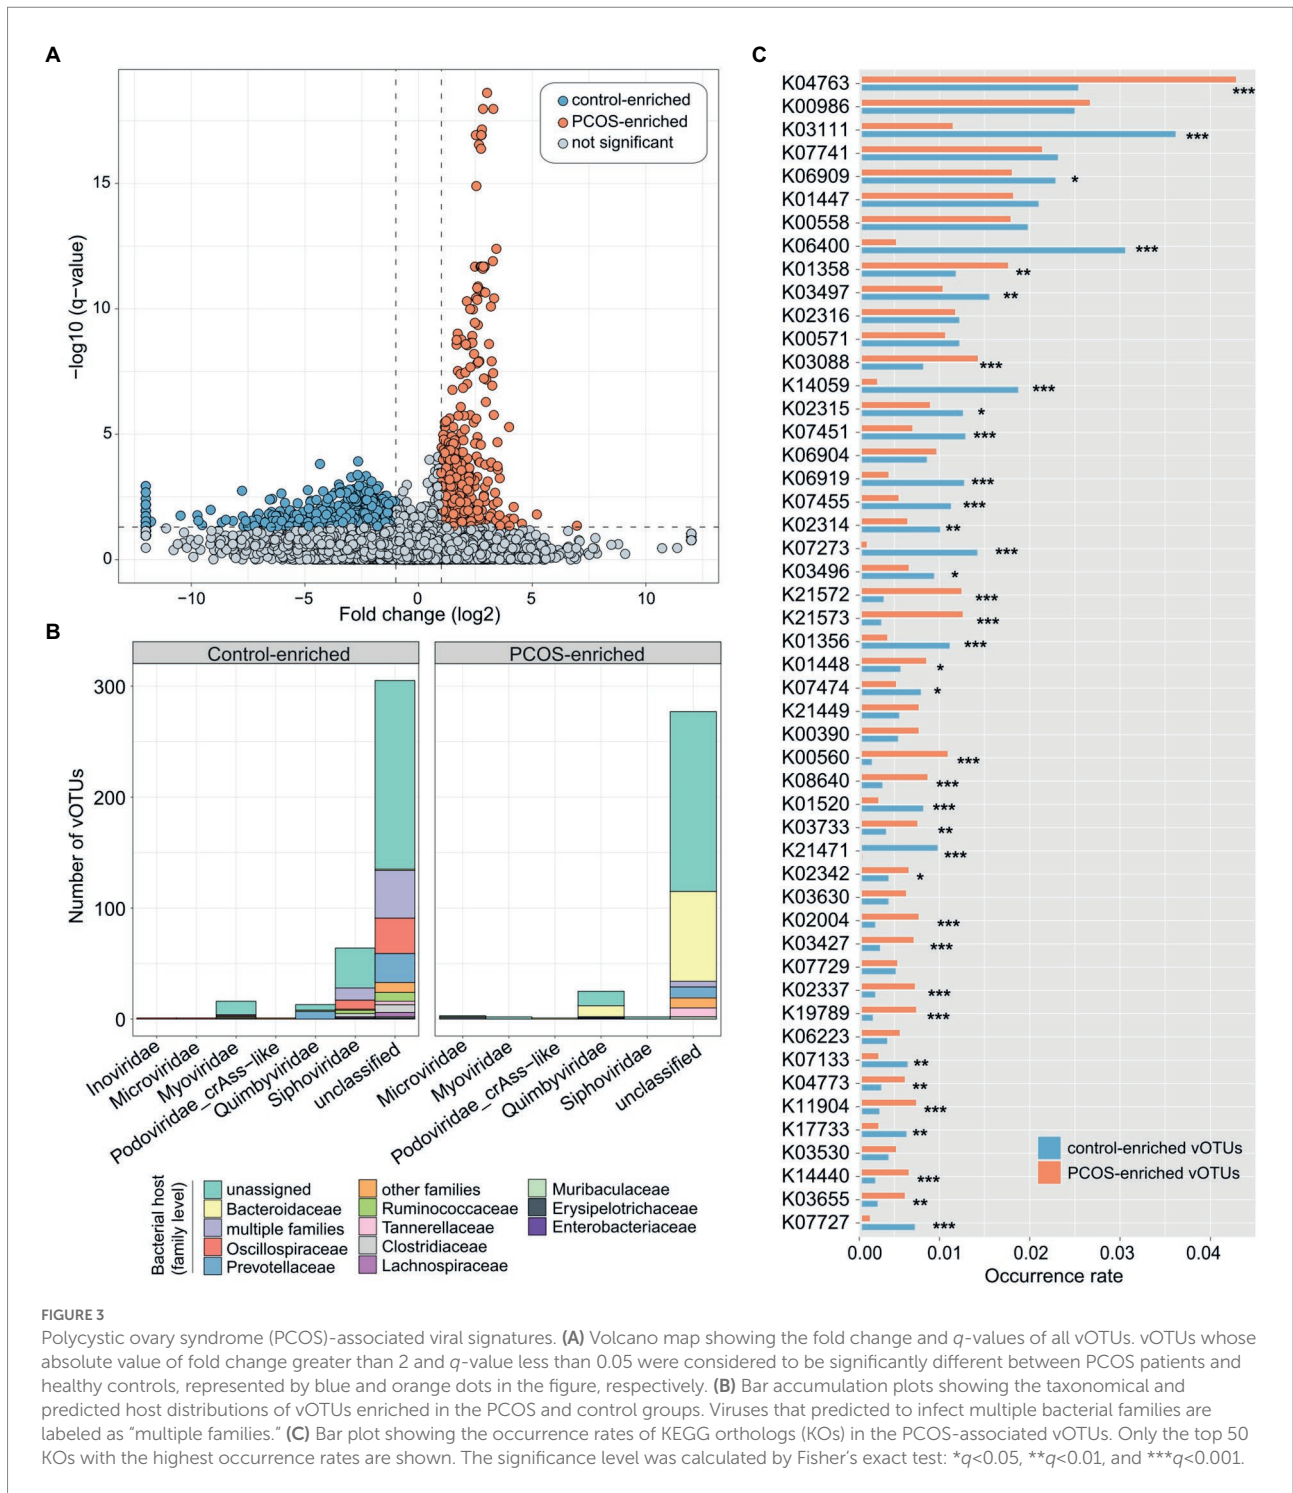 A
−log10 (q−value)
15
10
5
0
control-enriched
PCOS-enriched
not significant
−10
−5
0
5
10
Fold change (log2)
B
Control-enriched
PCOS-enriched
Number of vOTUs
300
200
100
0
Inoviridae
Microviridae
Myoviridae
Podoviridae_crAss−like
Quimbyviridae
Siphoviridae
unclassified
Microviridae
Myoviridae
Podoviridae_crAss−like
Quimbyviridae
Siphoviridae
unclassified
Bacterial host
(family level)
unassigned
Bacteroidaceae
multiple families
Oscillospiraceae
Prevotellaceae
other families
Ruminococcaceae
Tannerellaceae
Clostridiaceae
Lachnospiraceae
Muribaculaceae
Erysipelotrichaceae
Enterobacteriaceae
C
K04763 ***
K00986
K03111 ***
K07741
K06909 *
K01447
K00558
K06400 ***
K01358 **
K03497 **
K02316
K00571
K03088 ***
K14059 ***
K02315 *
K07451 ***
K06904
K06919 ***
K07455 ***
K02314 **
K07273 ***
K03496 *
K21572 ***
K21573 ***
K01356 ***
K01448 *
K07474 *
K21449
K00390
K00560 ***
K08640 ***
K01520 ***
K03733 **
K21471 ***
K02342 *
K03630
K02004 ***
K03427 ***
K07729
K02337 ***
K19789 ***
K06223
K07133 **
K04773 **
K11904 ***
K17733 **
K03530
K14440 ***
K03655 **
K07727 ***
control-enriched vOTUs
PCOS-enriched vOTUs
0.00 0.01 0.02 0.03 0.04
Occurrence rate
FIGURE 3
Polycystic ovary syndrome (PCOS)-associated viral signatures. (A) Volcano map showing the fold change and q-values of all vOTUs. vOTUs whose
absolute value of fold change greater than 2 and q-value less than 0.05 were considered to be significantly different between PCOS patients and
healthy controls, represented by blue and orange dots in the figure, respectively. (B) Bar accumulation plots showing the taxonomical and
predicted host distributions of vOTUs enriched in the PCOS and control groups. Viruses that predicted to infect multiple bacterial families are
labeled as “multiple families.” (C) Bar plot showing the occurrence rates of KEGG orthologs (KOs) in the PCOS-associated vOTUs. Only the top 50
KOs with the highest occurrence rates are shown. The significance level was calculated by Fisher’s exact test: *q<0.05, **q<0.01, and ***q<0.001.